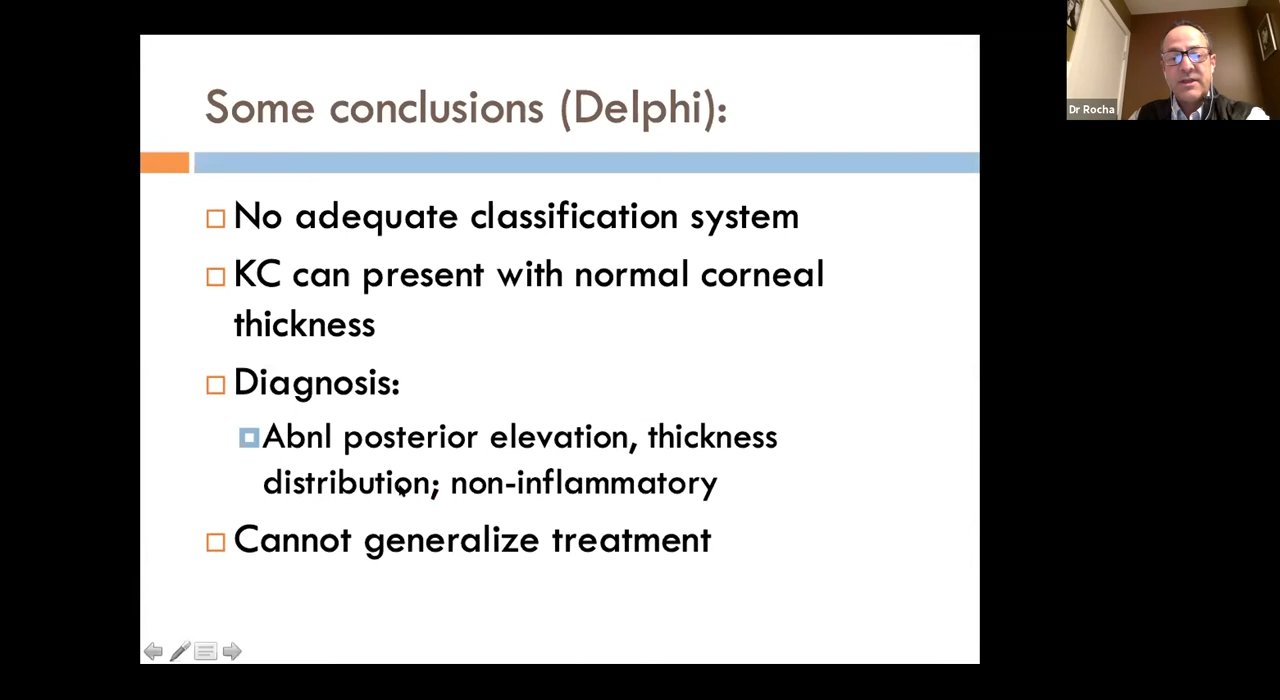 Some conclusions (Delphi):
No adequate classification system
KC can present with normal corneal
thickness
Diagnosis:
Abnl posterior elevation, thickness
distribution; non-inflammatory
Cannot generalize treatment
Dr Rocha